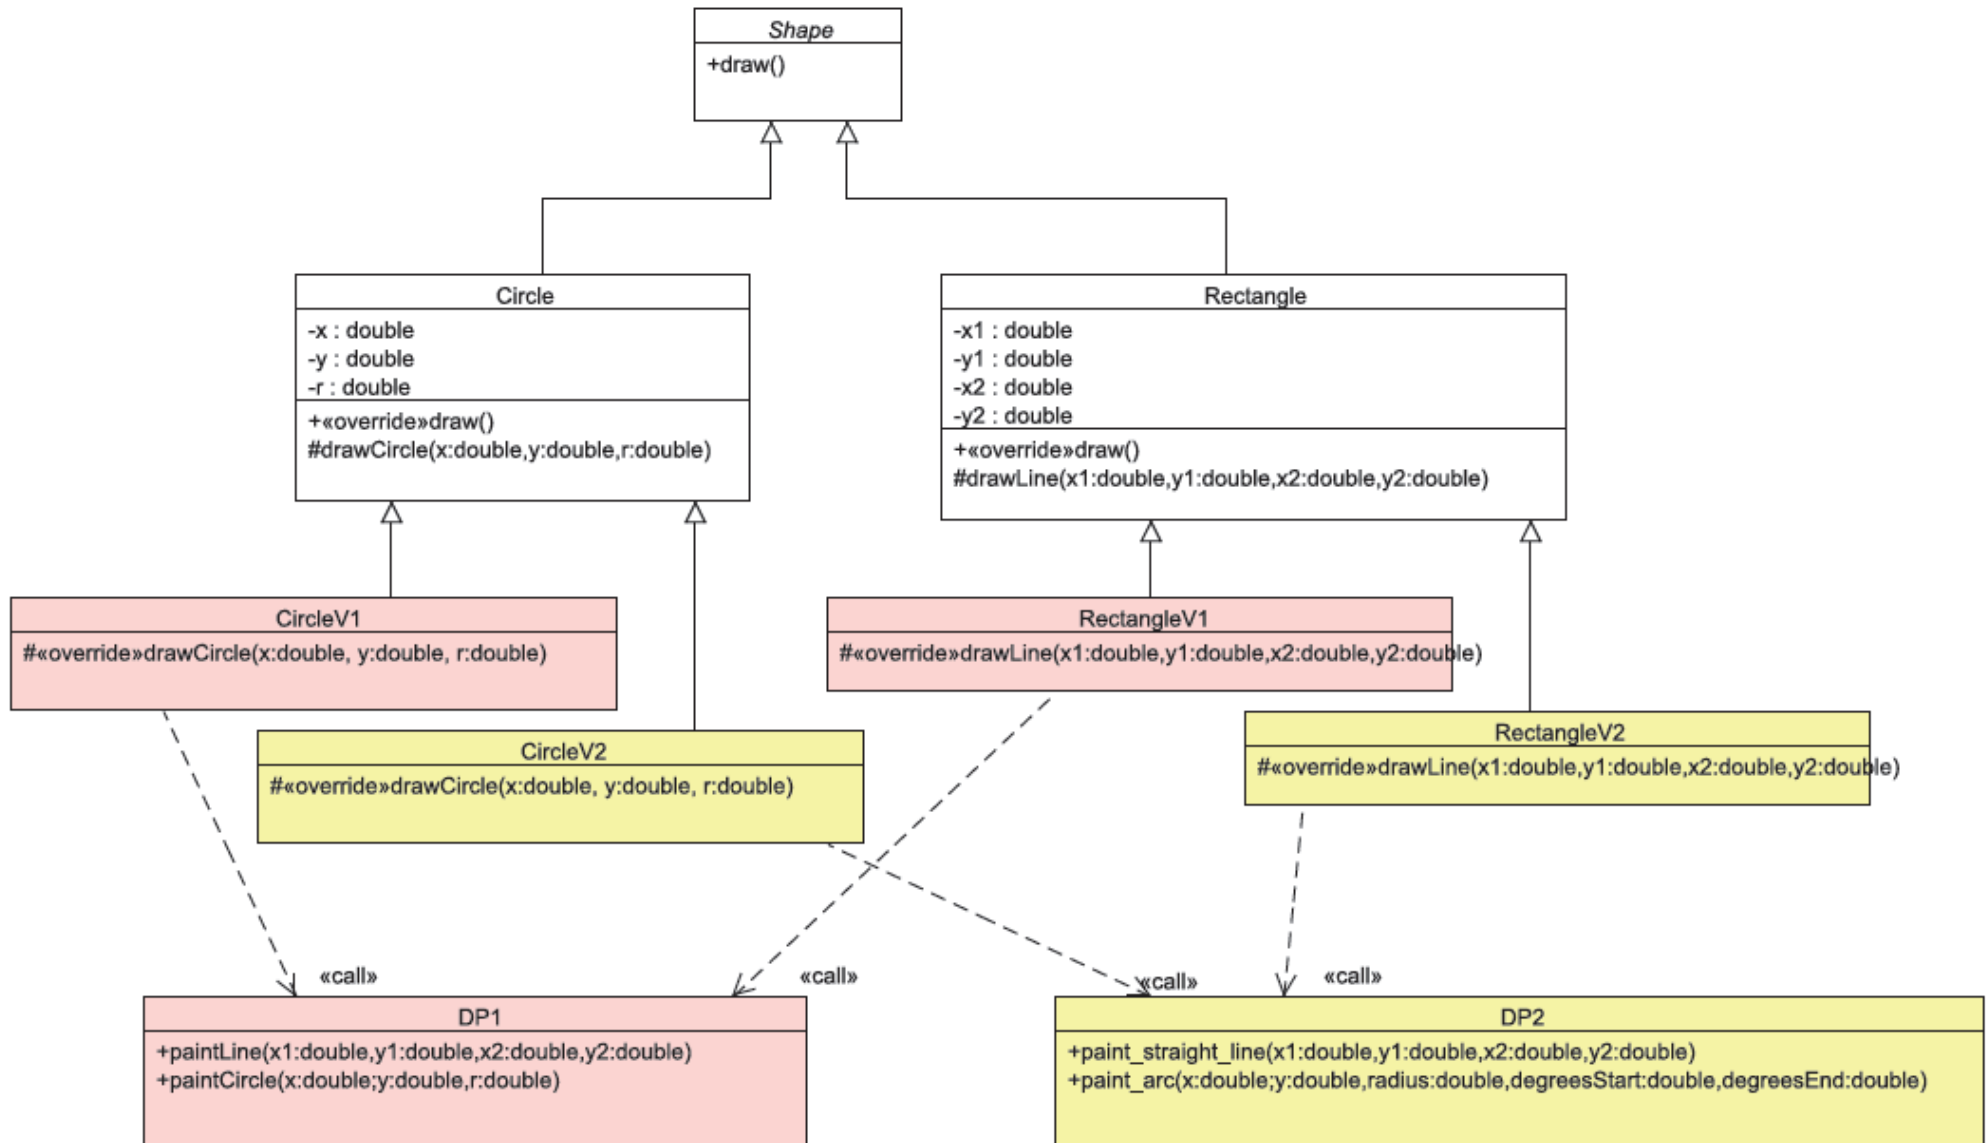 Shape
+draw()
Circle
-x : double
-y : double
-r : double
+«override»draw()
#drawCircle(x:double,y:double,r:double)
Rectangle
-x1 : double
-y1 : double
-x2 : double
-y2 : double
+«override»draw()
#drawLine(x1:double,y1:double,x2:double,y2:double)
CircleV1
#«override»drawCircle(x:double, y:double, r:double)
RectangleV1
#«override»drawLine(x1:double,y1:double,x2:double,y2:double)
CircleV2
#«override»drawCircle(x:double, y:double, r:double)
RectangleV2
#«override»drawLine(x1:double,y1:double,x2:double,y2:double)
«call»
«call»
«call»
«call»
DP1
+paintLine(x1:double,y1:double,x2:double,y2:double)
+paintCircle(x:double;y:double,r:double)
DP2
+paint_straight_line(x1:double,y1:double,x2:double,y2:double)
+paint_arc(x:double;y:double,radius:double,degreesStart:double,degreesEnd:double)